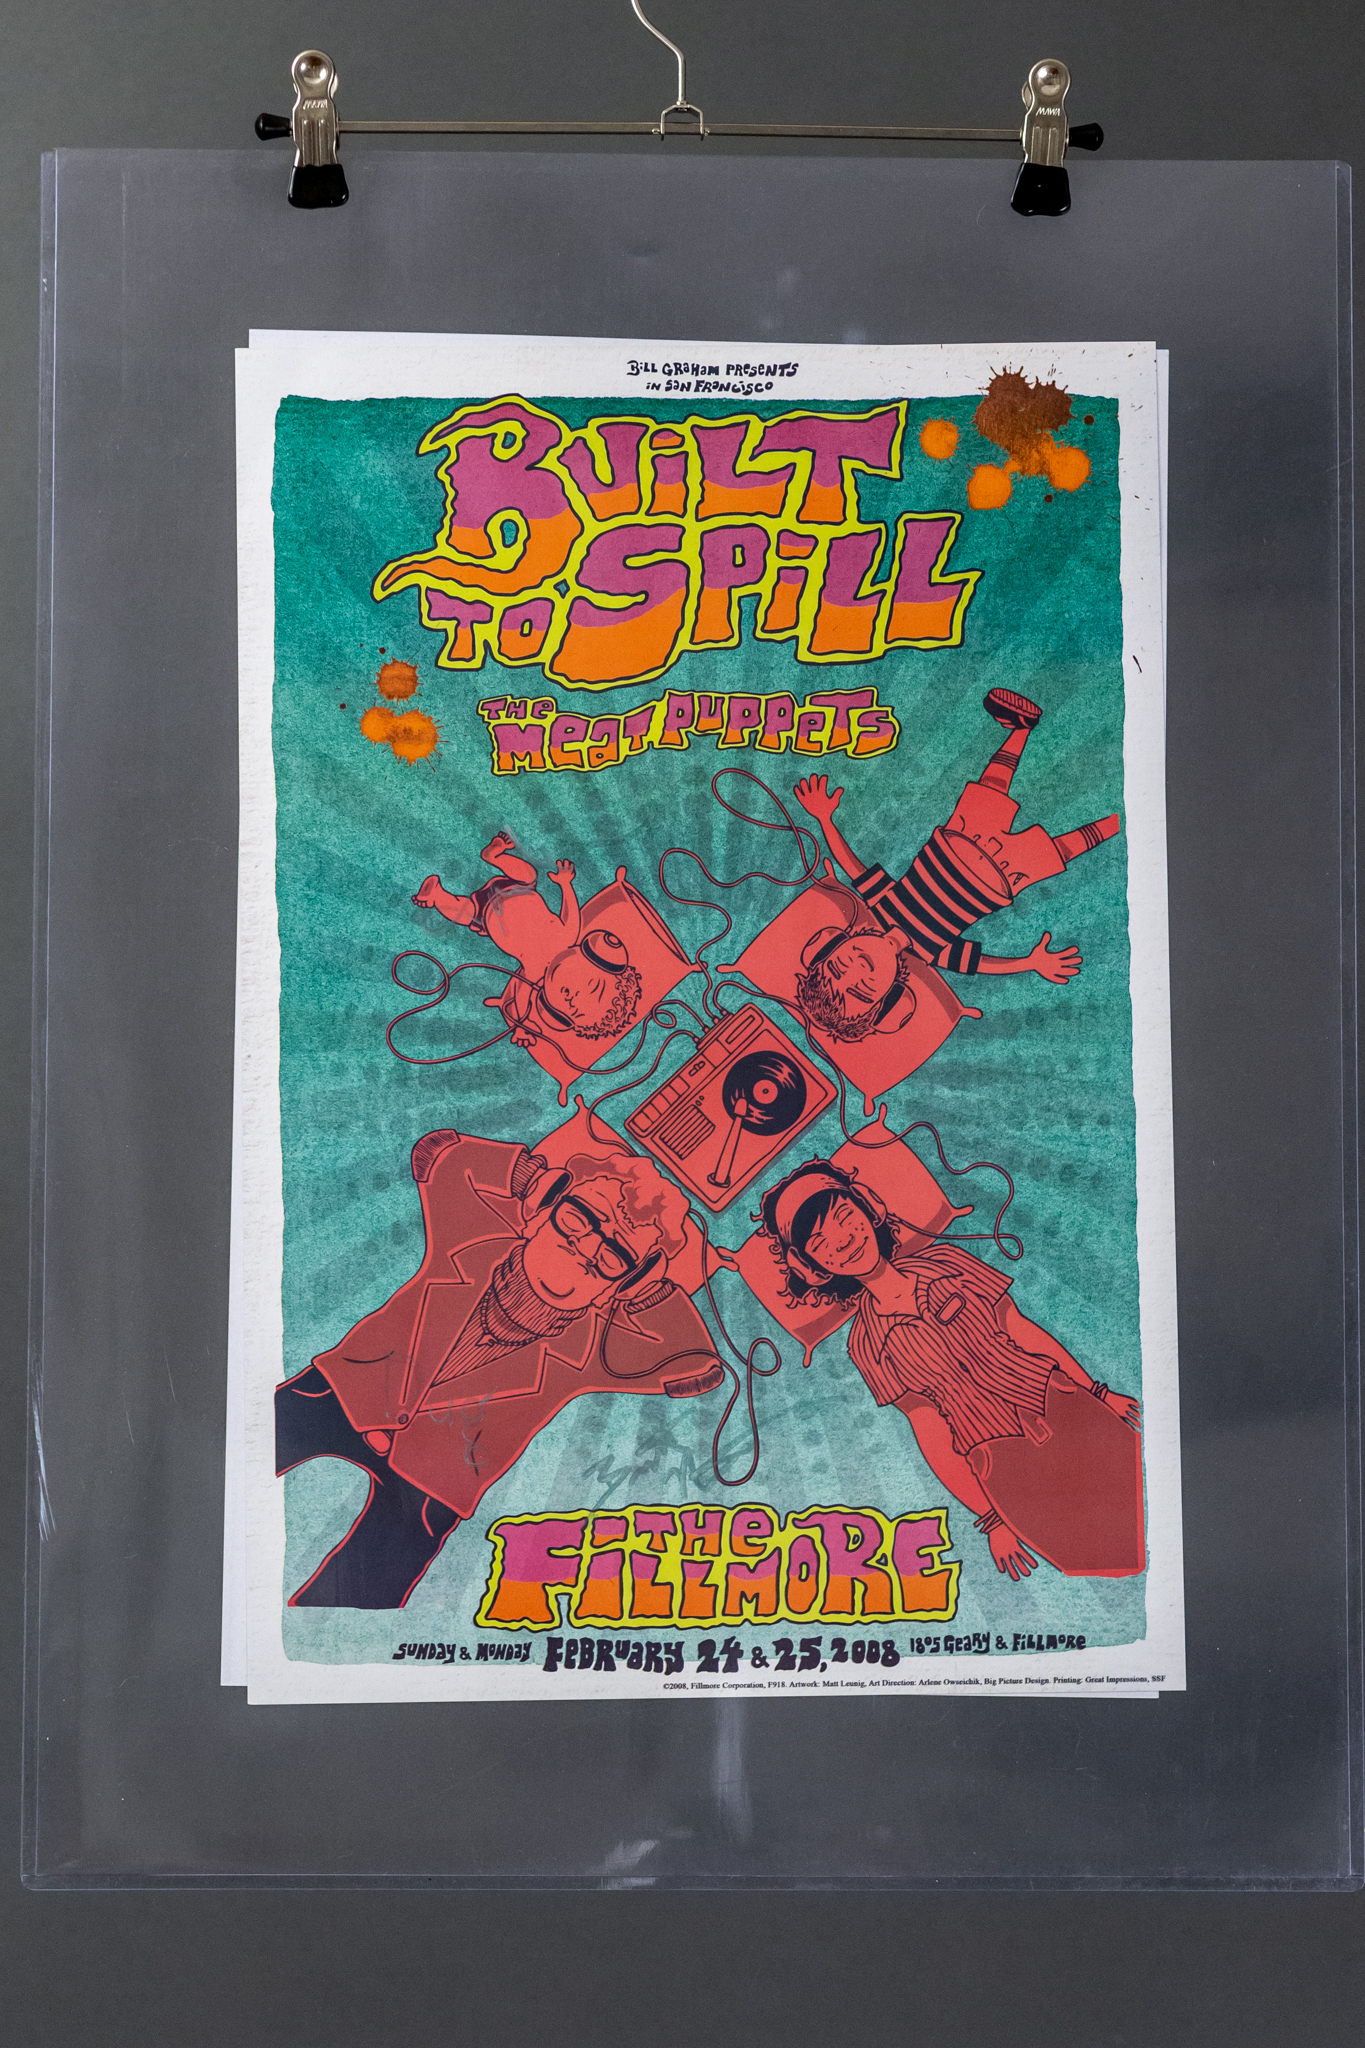 MAWA
MAWA
BiLL GRaHam PResents
in San FRancisco
BuiLT
TO SPiLL
THe
meaT PuPPeTs
THe
FiLLMORE
Sunday & Monday FeBRuaRy 24 & 25, 2008 1805 GeaRy & FiLLmoRe
©2008, Fillmore Corporation, F918. Artwork: Matt Leunig, Art Direction: Arlene Owseichik, Big Picture Design. Printing: Great Impressions, SSF